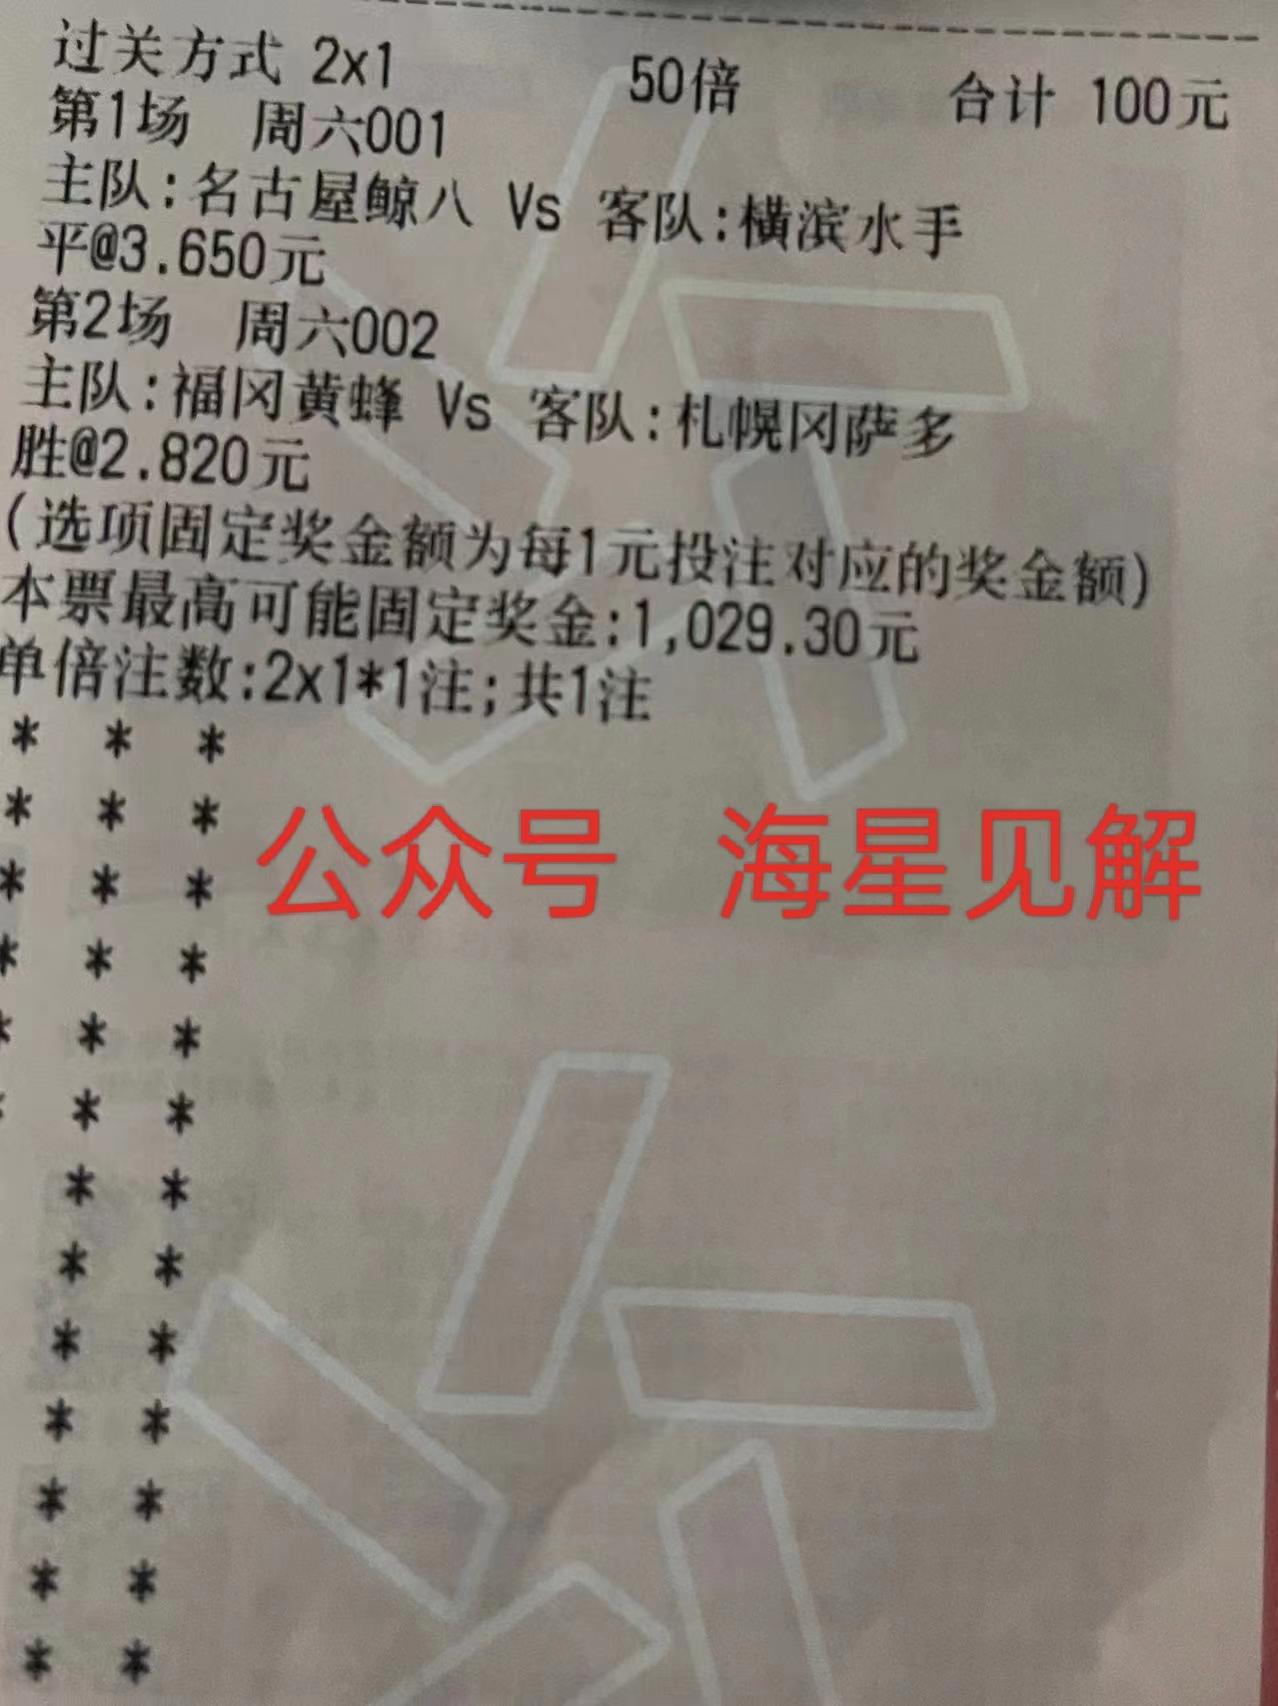 过关方式 2x1 50倍 合计 100元
第1场 周六001
主队:名古屋鲸八 Vs 客队:横滨水手
平@3.650元
第2场 周六002
主队:福冈黄蜂 Vs 客队:札幌冈萨多
胜@2.820元
(选项固定奖金额为每1元投注对应的奖金额)
本票最高可能固定奖金:1,029.30元
单倍注数:2x1*1注;共1注
* * *
* * *
公众号 海星见解
* * *
* * *
* * *
* * *
* *
* *
* *
* *
* *
* *
* *